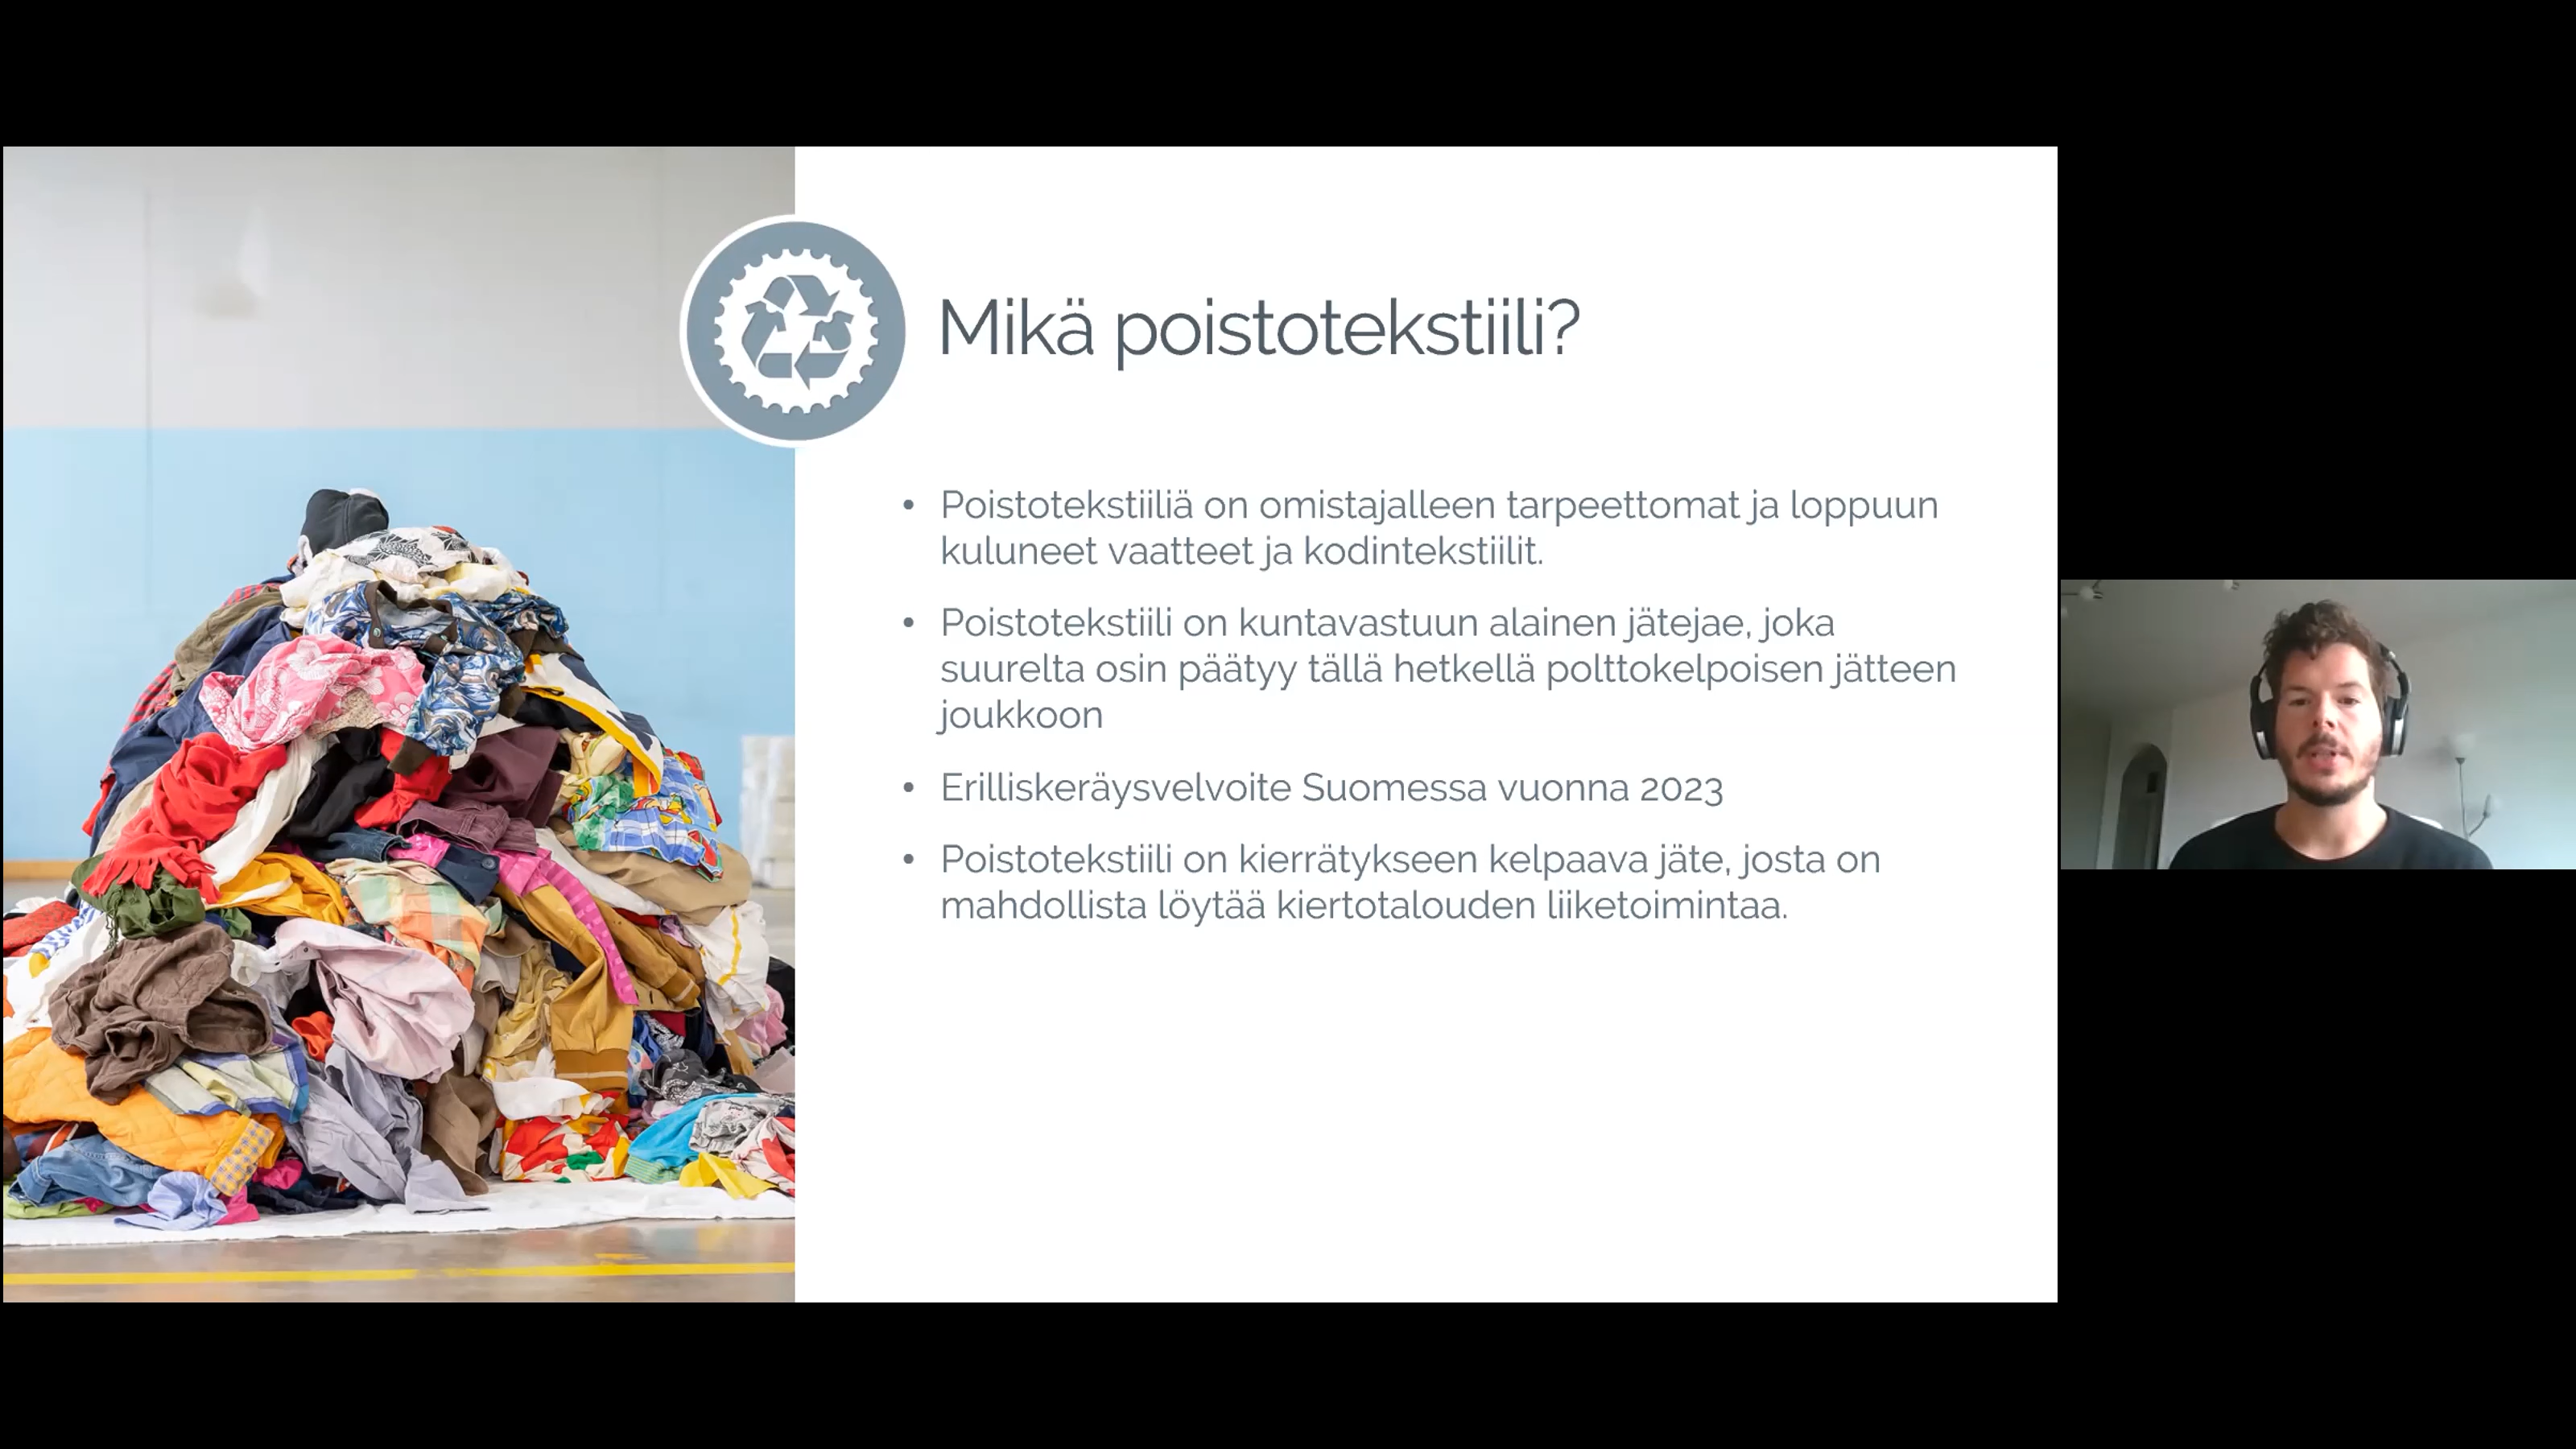 Mikä poistotekstiili?
• Poistotekstiiliä on omistajalleen tarpeettomat ja loppuun
kuluneet vaatteet ja kodintekstiilit.
• Poistotekstiili on kuntavastuun alainen jätejae, joka
suurelta osin päätyy tällä hetkellä polttokelpoisen jätteen
joukkoon
• Erilliskeräysvelvoite Suomessa vuonna 2023
• Poistotekstiili on kierrätykseen kelpaava jäte, josta on
mahdollista löytää kiertotalouden liiketoimintaa.